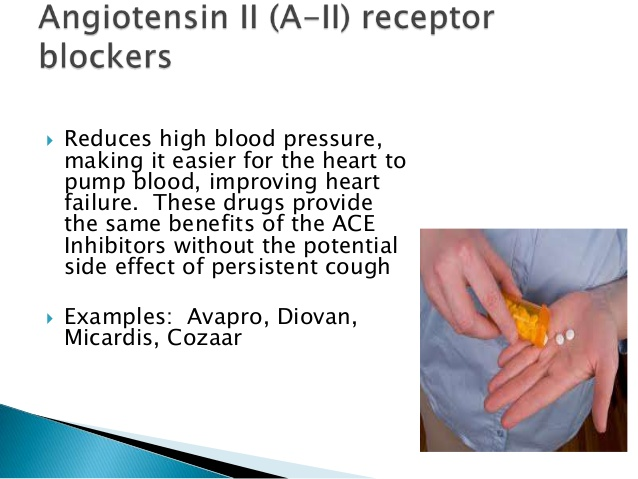 Angiotensin II (A-II) receptor
blockers
Reduces high blood pressure,
making it easier for the heart to
pump blood, improving heart
failure.  These drugs provide
the same benefits of the ACE
Inhibitors without the potential
side effect of persistent cough
Examples:  Avapro, Diovan,
Micardis, Cozaar